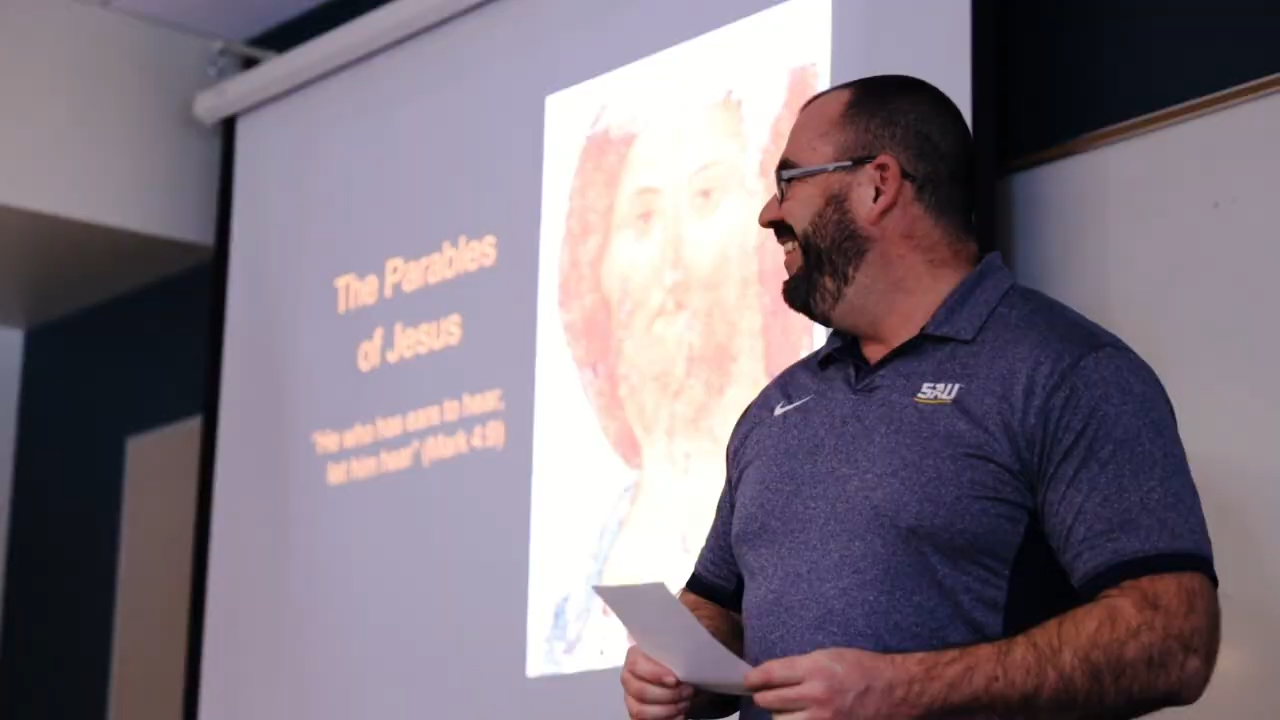 The Parables
of Jesus
"He who has ears to hear,
let him hear" (Mark 4:9)
SAU